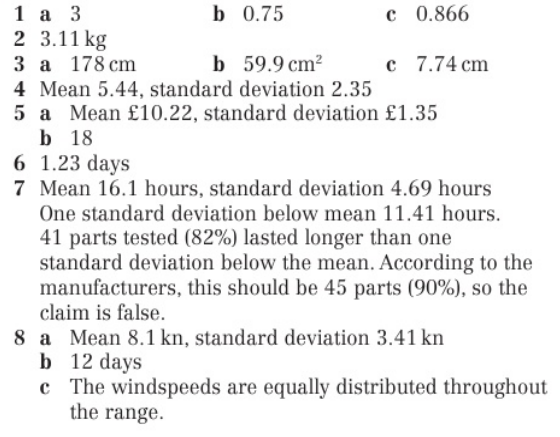 1 a 3 b 0.75 c 0.866
2 3.11 kg
3 a 178 cm b 59.9 cm² c 7.74 cm
4 Mean 5.44, standard deviation 2.35
5 a Mean £10.22, standard deviation £1.35
b 18
6 1.23 days
7 Mean 16.1 hours, standard deviation 4.69 hours
One standard deviation below mean 11.41 hours.
41 parts tested (82%) lasted longer than one
standard deviation below the mean. According to the
manufacturers, this should be 45 parts (90%), so the
claim is false.
8 a Mean 8.1 kn, standard deviation 3.41 kn
b 12 days
c The windspeeds are equally distributed throughout
the range.